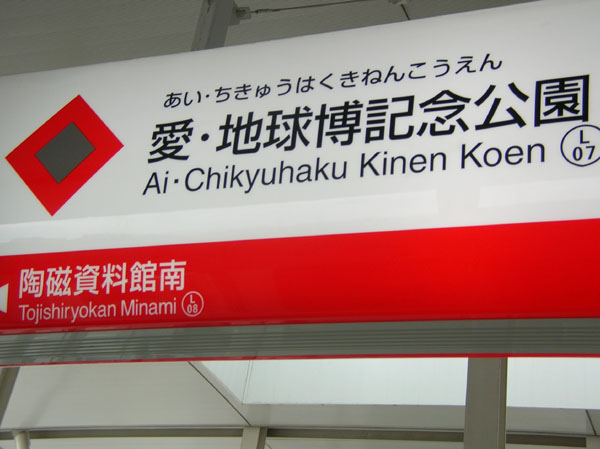 あい・ちきゅうはくきねんこうえん
愛・地球博記念公園
Ai・Chikyuhaku Kinen Koen
L
07
陶磁資料館南
Tojishiryokan Minami
L
08